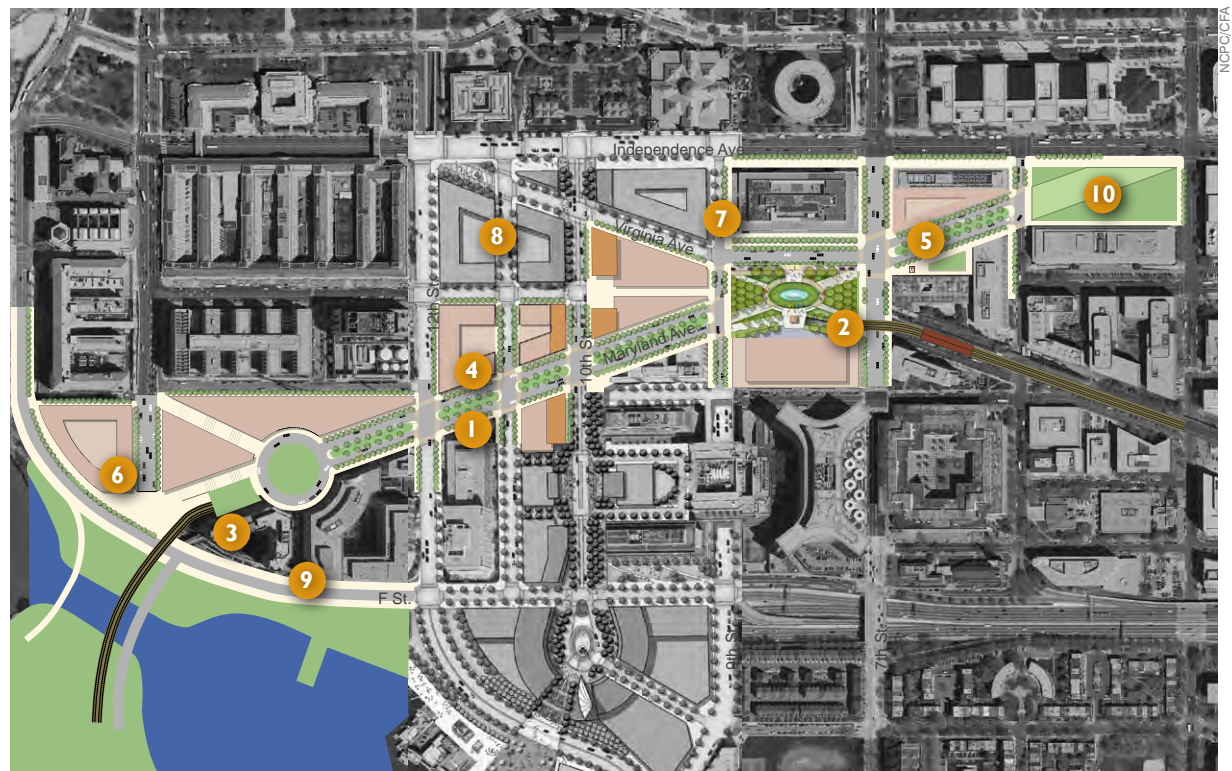 NCPC/CFA
Independence Ave
10
7
Virginia Ave
8
5
12th St.
2
10th St.
Maryland Ave
4
1
6
3
9
F St.
9th St.
7th St.